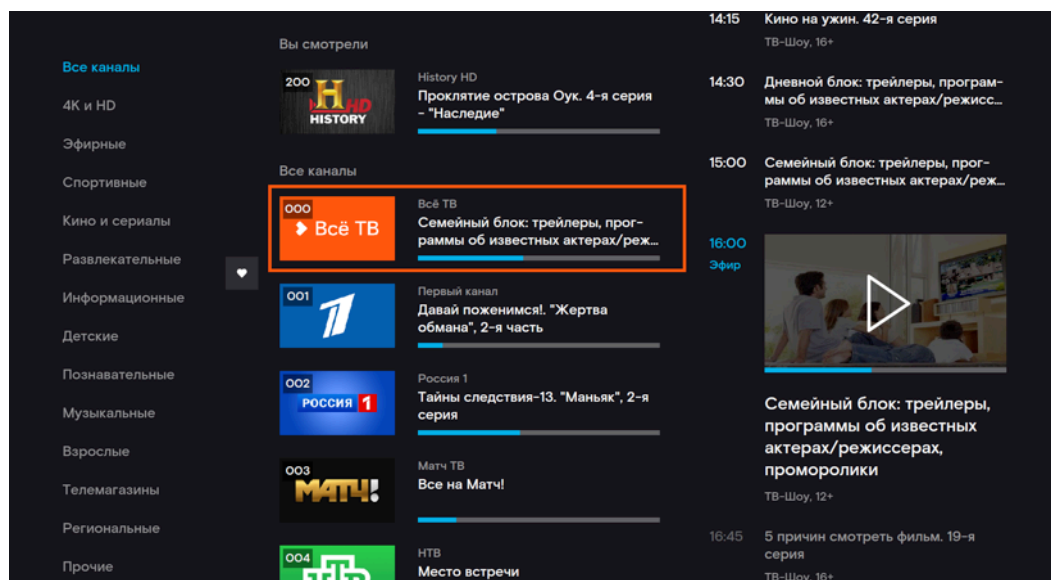 Все каналы
4K и HD
Эфирные
Спортивные
Кино и сериалы
Развлекательные
Информационные
Детские
Познавательные
Музыкальные
Взрослые
Телемагазины
Региональные
Прочие
Вы смотрели
200
HD
HISTORY
History HD
Проклятие острова Оук. 4-я серия
- "Наследие"
Все каналы
000
Всё ТВ
Всё ТВ
Семейный блок: трейлеры, прог-
раммы об известных актерах/реж...
001
Первый канал
Давай поженимся!. "Жертва
обмана", 2-я часть
002
РОССИЯ 1
Россия 1
Тайны следствия-13. "Маньяк", 2-я
серия
003
МАТЧ!
Матч ТВ
Все на Матч!
004
НТВ
НТВ
Место встречи
14:15
Кино на ужин. 42-я серия
ТВ-Шоу, 16+
14:30
Дневной блок: трейлеры, програм-
мы об известных актерах/режисс...
ТВ-Шоу, 16+
15:00
Семейный блок: трейлеры, прог-
раммы об известных актерах/реж...
ТВ-Шоу, 12+
16:00
Эфир
Семейный блок: трейлеры,
программы об известных
актерах/режиссерах,
проморолики
ТВ-Шоу, 12+
16:45
5 причин смотреть фильм. 19-я
серия
ТВ-Шоу, 16+